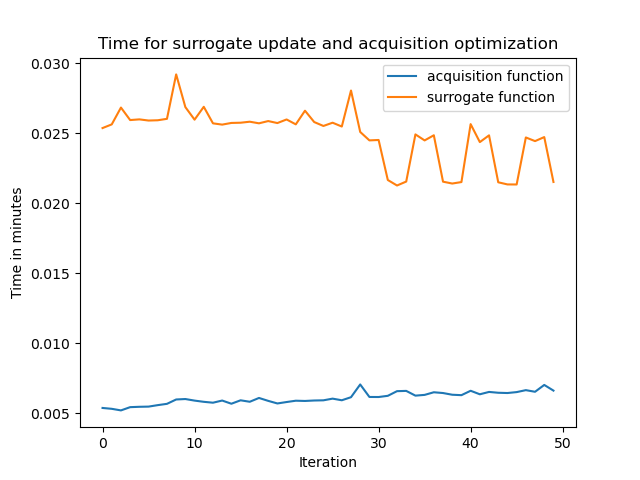 Time for surrogate update and acquisition optimization
acquisition function
surrogate function
0.030
0.025
0.020
0.015
0.010
0.005
Time in minutes
0 10 20 30 40 50
Iteration